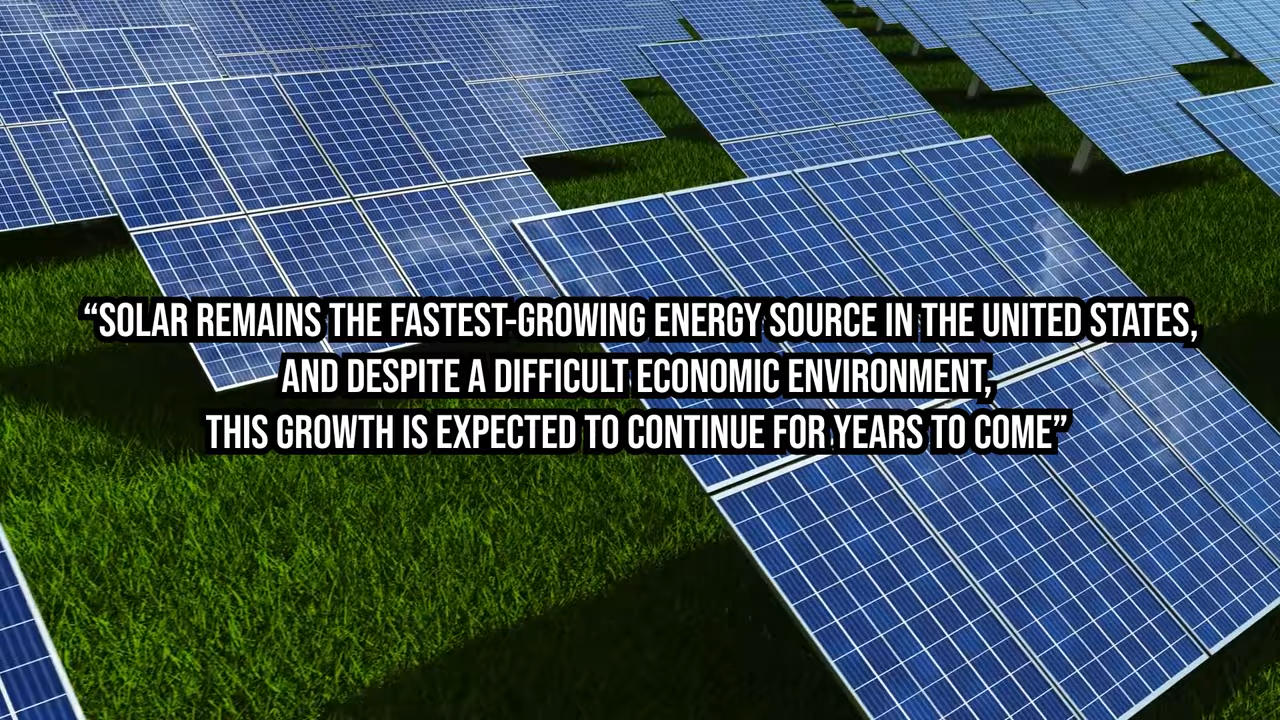 “SOLAR REMAINS THE FASTEST-GROWING ENERGY SOURCE IN THE UNITED STATES,
AND DESPITE A DIFFICULT ECONOMIC ENVIRONMENT,
THIS GROWTH IS EXPECTED TO CONTINUE FOR YEARS TO COME”